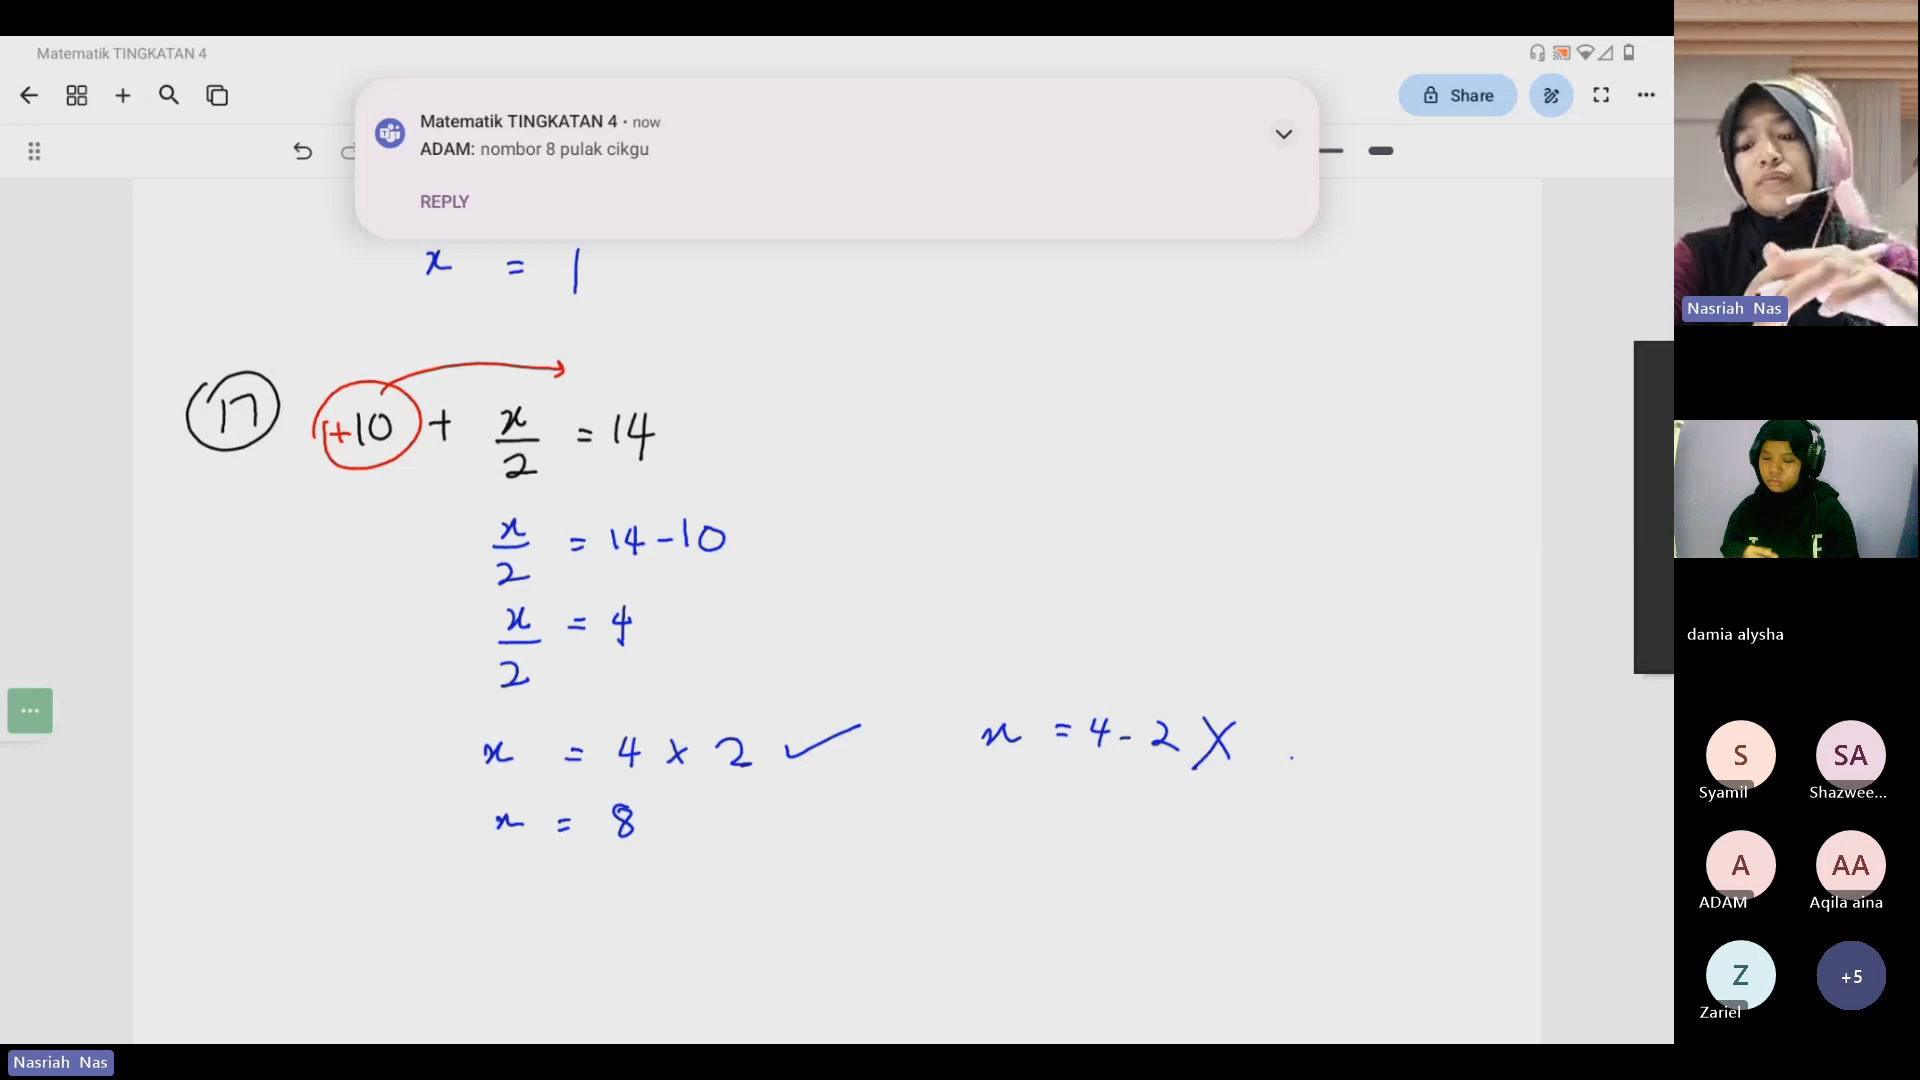 Matematik TINGKATAN 4
Share
Matematik TINGKATAN 4 • now
ADAM: nombor 8 pulak cikgu
REPLY
x = 1
17 +10 + x/2 = 14
x/2 = 14 - 10
x/2 = 4
x = 4 x 2 ✓
x = 4 - 2 X
x = 8
Nasriah Nas
damia alysha
S
Syamil
SA
Shazwee...
A
ADAM
AA
Aqila aina
Z
Zariel
+5
Nasriah Nas